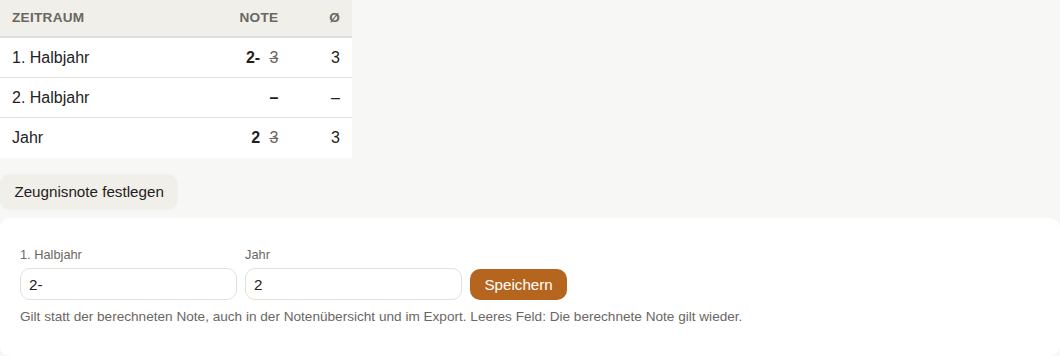 ZEITRAUM NOTE Ø
1. Halbjahr 2- 3 3
2. Halbjahr – –
Jahr 2 3 3
Zeugnisnote festlegen
1. Halbjahr Jahr
2- 2 Speichern
Gilt statt der berechneten Note, auch in der Notenübersicht und im Export. Leeres Feld: Die berechnete Note gilt wieder.